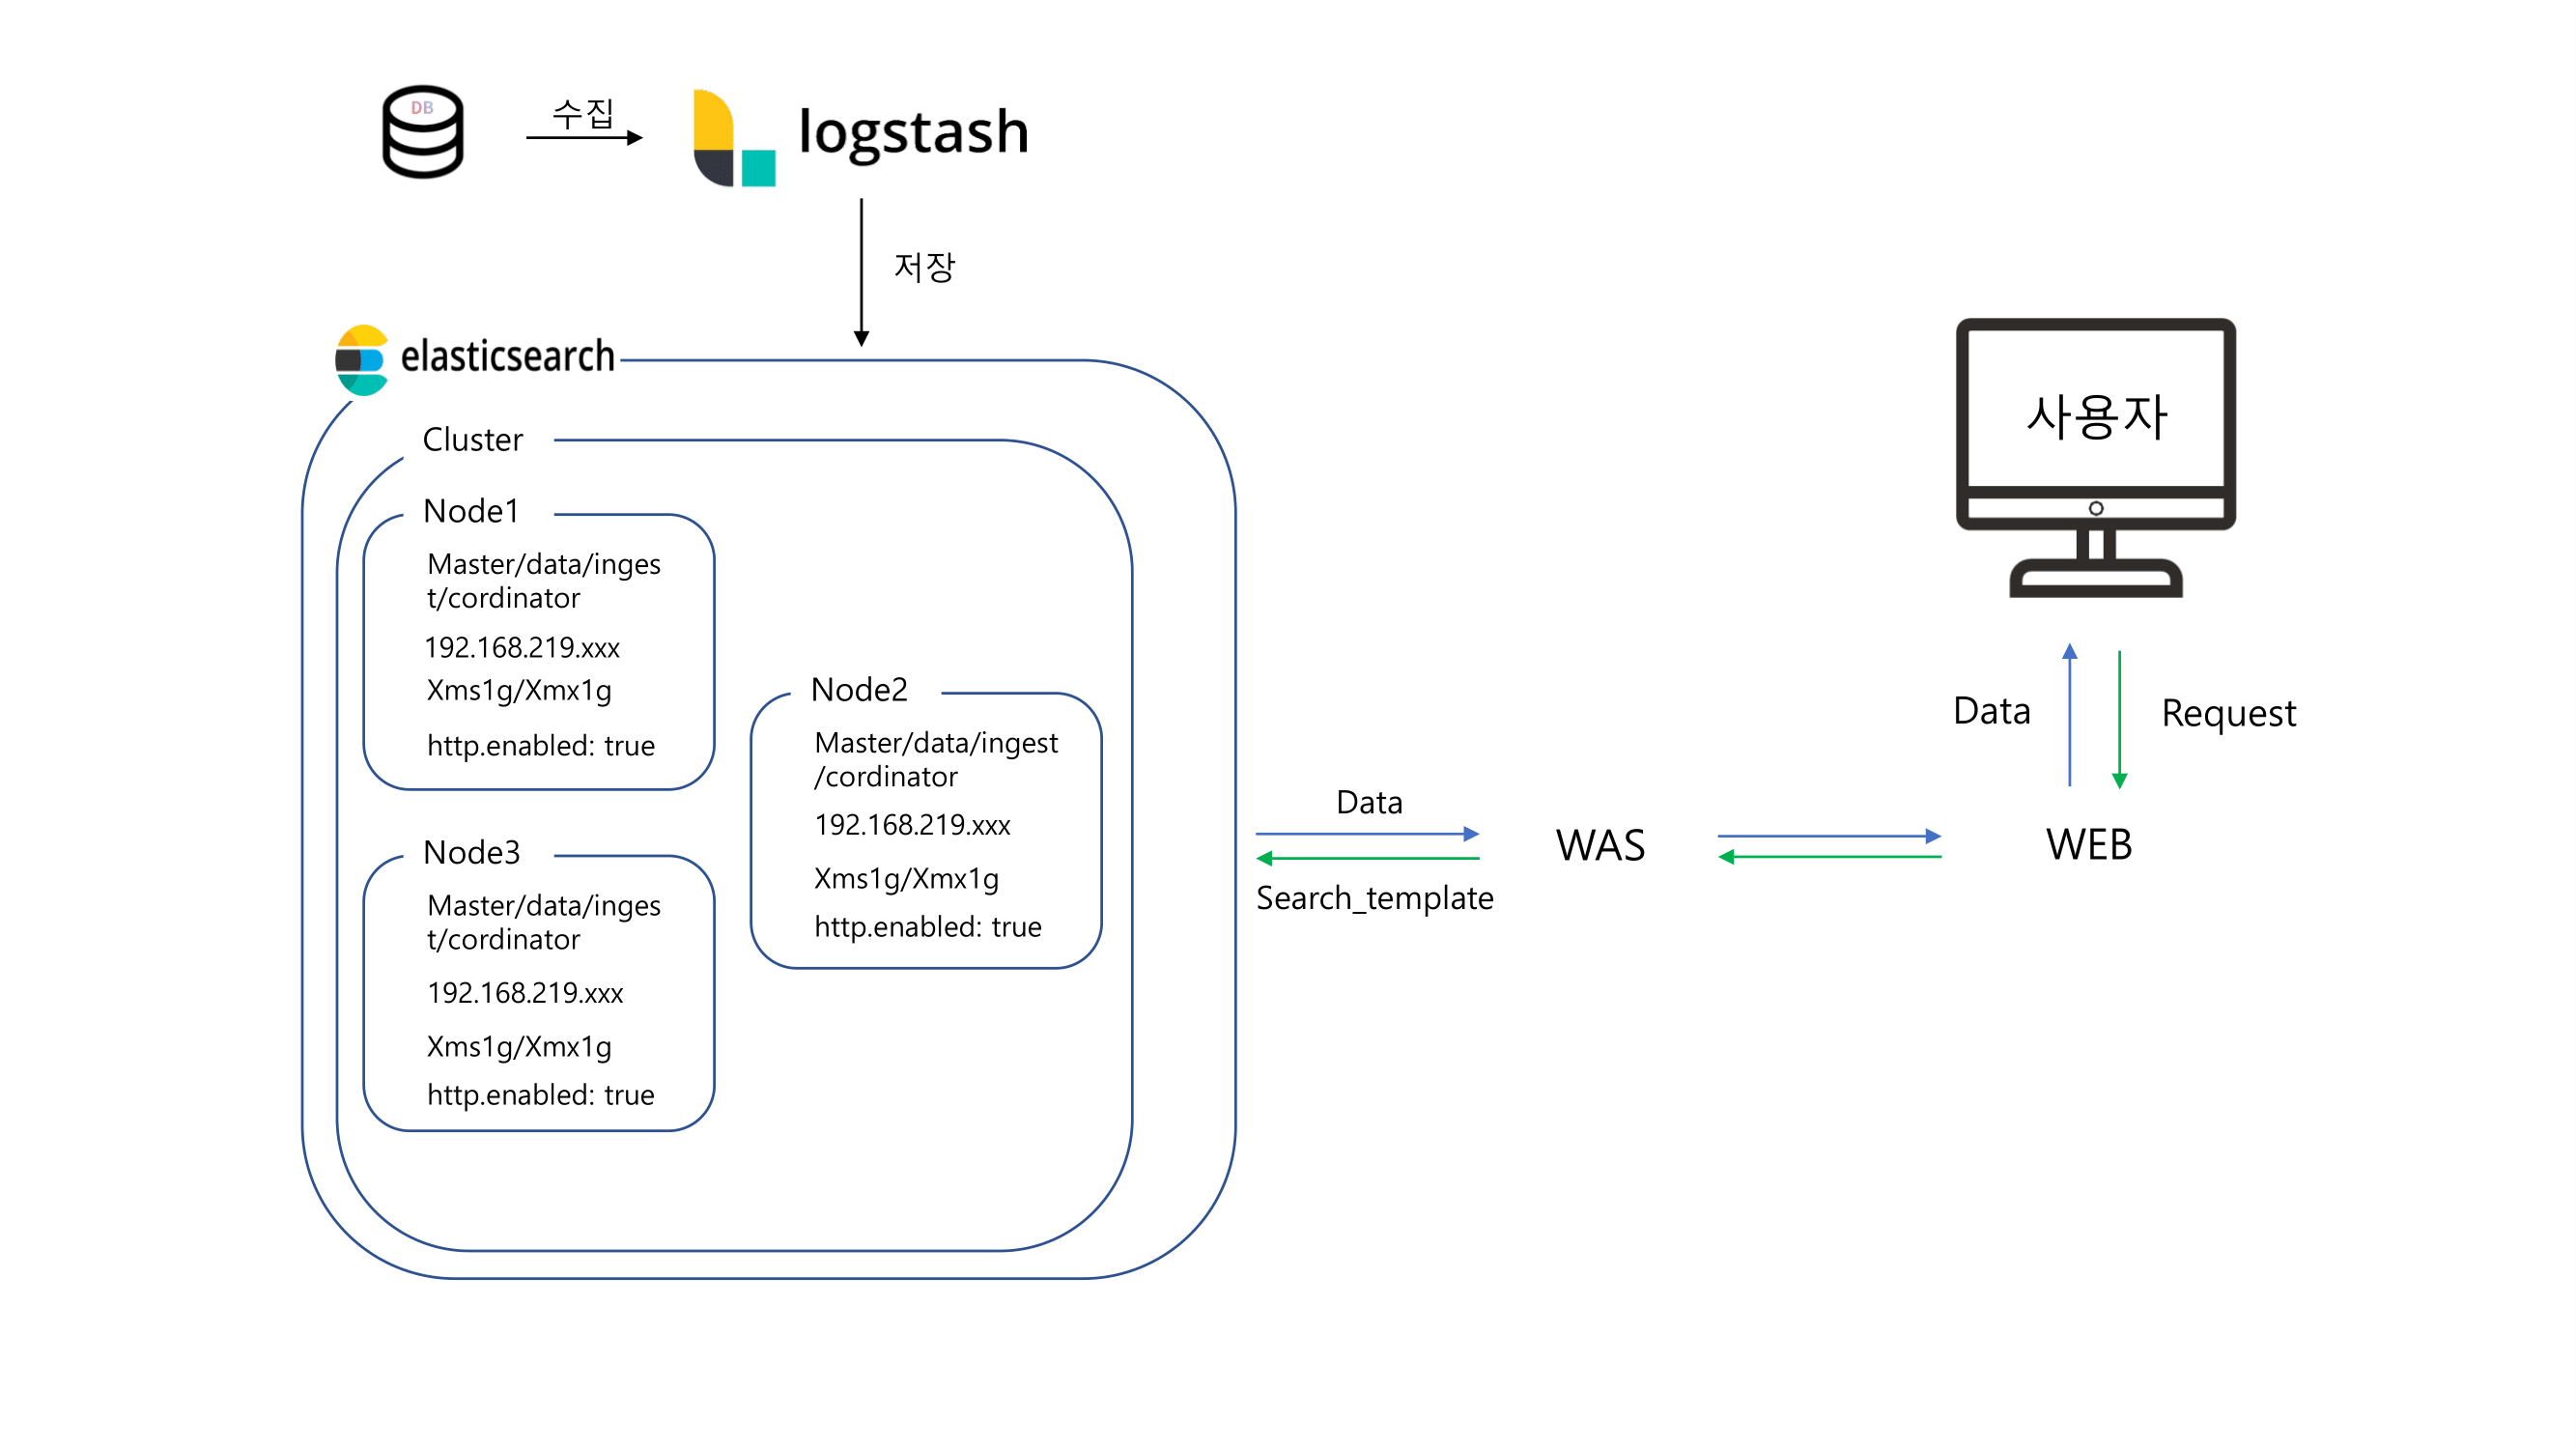 DB
수집
logstash
저장
elasticsearch
Cluster
Node1
Master/data/inges
t/cordinator
192.168.219.xxx
Xms1g/Xmx1g
http.enabled: true
Node2
Master/data/ingest
/cordinator
192.168.219.xxx
Xms1g/Xmx1g
http.enabled: true
Node3
Master/data/inges
t/cordinator
192.168.219.xxx
Xms1g/Xmx1g
http.enabled: true
Data
Search_template
WAS
WEB
Data
Request
사용자